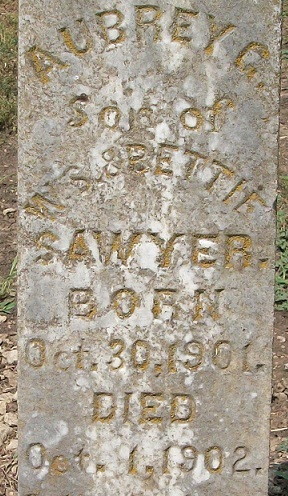 AUBREY G.
Son of
& BETTIE
SAWYER.
BORN
Oct. 30, 1901.
DIED
Oct. 1, 1902.